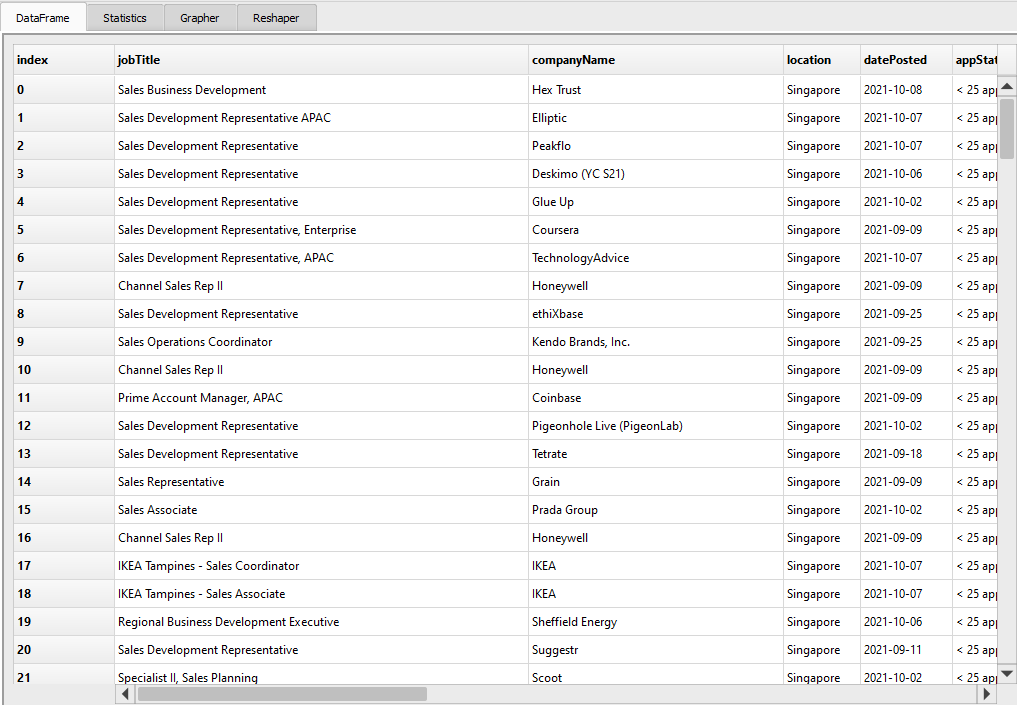 DataFrame Statistics Grapher Reshaper
index jobTitle companyName location datePosted appStat
0 Sales Business Development Hex Trust Singapore 2021-10-08 < 25 app
1 Sales Development Representative APAC Elliptic Singapore 2021-10-07 < 25 app
2 Sales Development Representative Peakflo Singapore 2021-10-07 < 25 app
3 Sales Development Representative Deskimo (YC S21) Singapore 2021-10-06 < 25 app
4 Sales Development Representative Glue Up Singapore 2021-10-02 < 25 app
5 Sales Development Representative, Enterprise Coursera Singapore 2021-09-09 < 25 app
6 Sales Development Representative, APAC TechnologyAdvice Singapore 2021-10-07 < 25 app
7 Channel Sales Rep II Honeywell Singapore 2021-09-09 < 25 app
8 Sales Development Representative ethiXbase Singapore 2021-09-25 < 25 app
9 Sales Operations Coordinator Kendo Brands, Inc. Singapore 2021-09-25 < 25 app
10 Channel Sales Rep II Honeywell Singapore 2021-09-09 < 25 app
11 Prime Account Manager, APAC Coinbase Singapore 2021-09-09 < 25 app
12 Sales Development Representative Pigeonhole Live (PigeonLab) Singapore 2021-10-02 < 25 app
13 Sales Development Representative Tetrate Singapore 2021-09-18 < 25 app
14 Sales Representative Grain Singapore 2021-09-09 < 25 app
15 Sales Associate Prada Group Singapore 2021-10-02 < 25 app
16 Channel Sales Rep II Honeywell Singapore 2021-09-09 < 25 app
17 IKEA Tampines - Sales Coordinator IKEA Singapore 2021-10-07 < 25 app
18 IKEA Tampines - Sales Associate IKEA Singapore 2021-10-07 < 25 app
19 Regional Business Development Executive Sheffield Energy Singapore 2021-10-06 < 25 app
20 Sales Development Representative Suggestr Singapore 2021-09-11 < 25 app
21 Specialist II, Sales Planning Scoot Singapore 2021-10-02 < 25 app